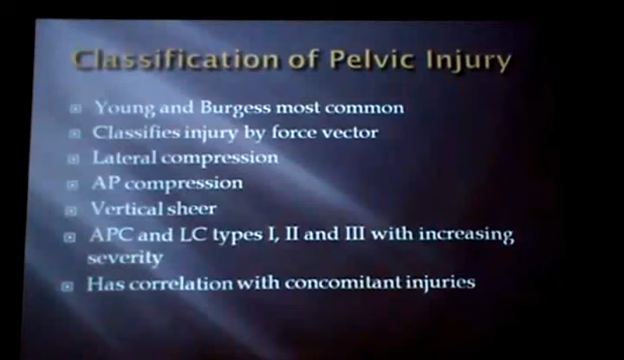 Classification of Pelvic Injury
Young and Burgess most common
Classifies injury by force vector
Lateral compression
AP compression
Vertical sheer
APC and LC types I, II and III with increasing
severity
Has correlation with concomitant injuries